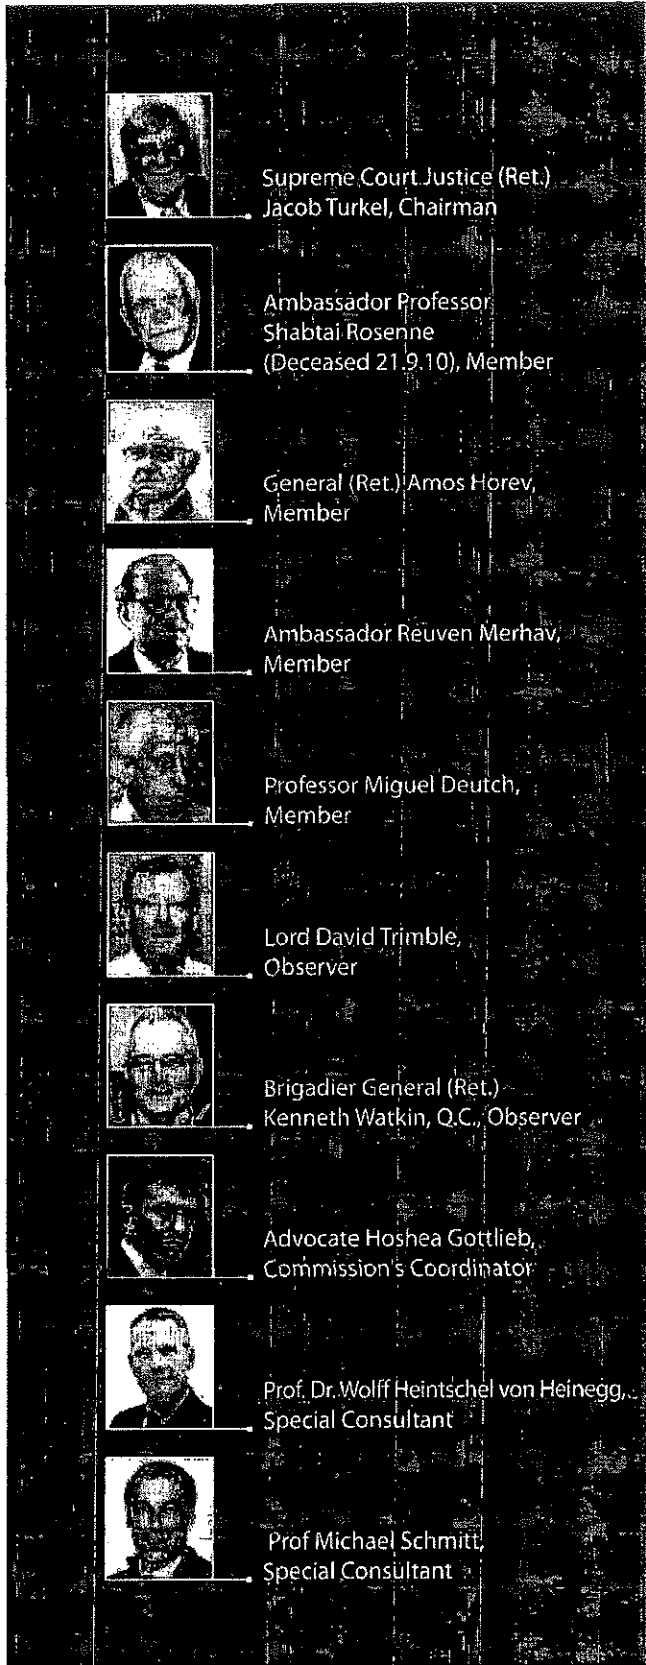 Supreme Court Justice (Ret.)
Jacob Turkel, Chairman
Ambassador Professor
Shabtai Rosenne
(Deceased 21.9.10), Member
General (Ret.) Amos Horev,
Member
Ambassador Reuven Merhav,
Member
Professor Miguel Deutch,
Member
Lord David Trimble,
Observer
Brigadier General (Ret.)
Kenneth Watkin, Q.C., Observer
Advocate Hoshea Gottlieb,
Commission's Coordinator
Prof. Dr. Wolff Heintschel von Heinegg,
Special Consultant
Prof Michael Schmitt,
Special Consultant